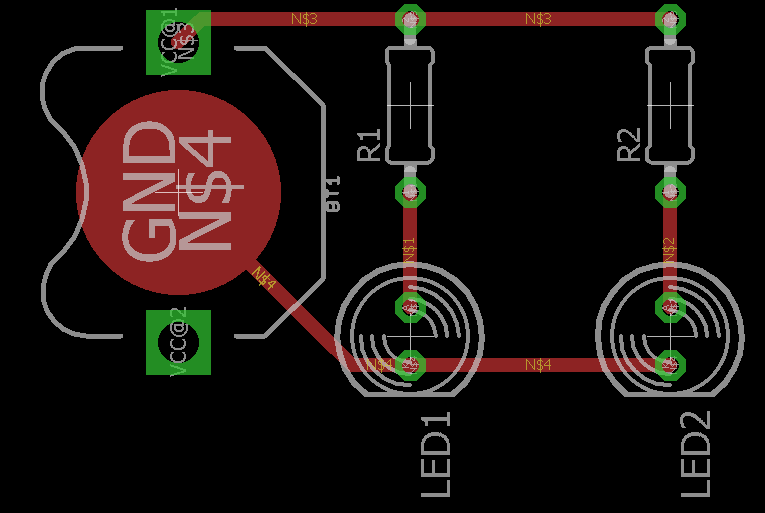 VCC@1
N$3
N$3
N$3
R1
R2
GND
N$4
BT1
N$1
N$2
N$4
VCC@2
N$4
N$4
LED1
LED2